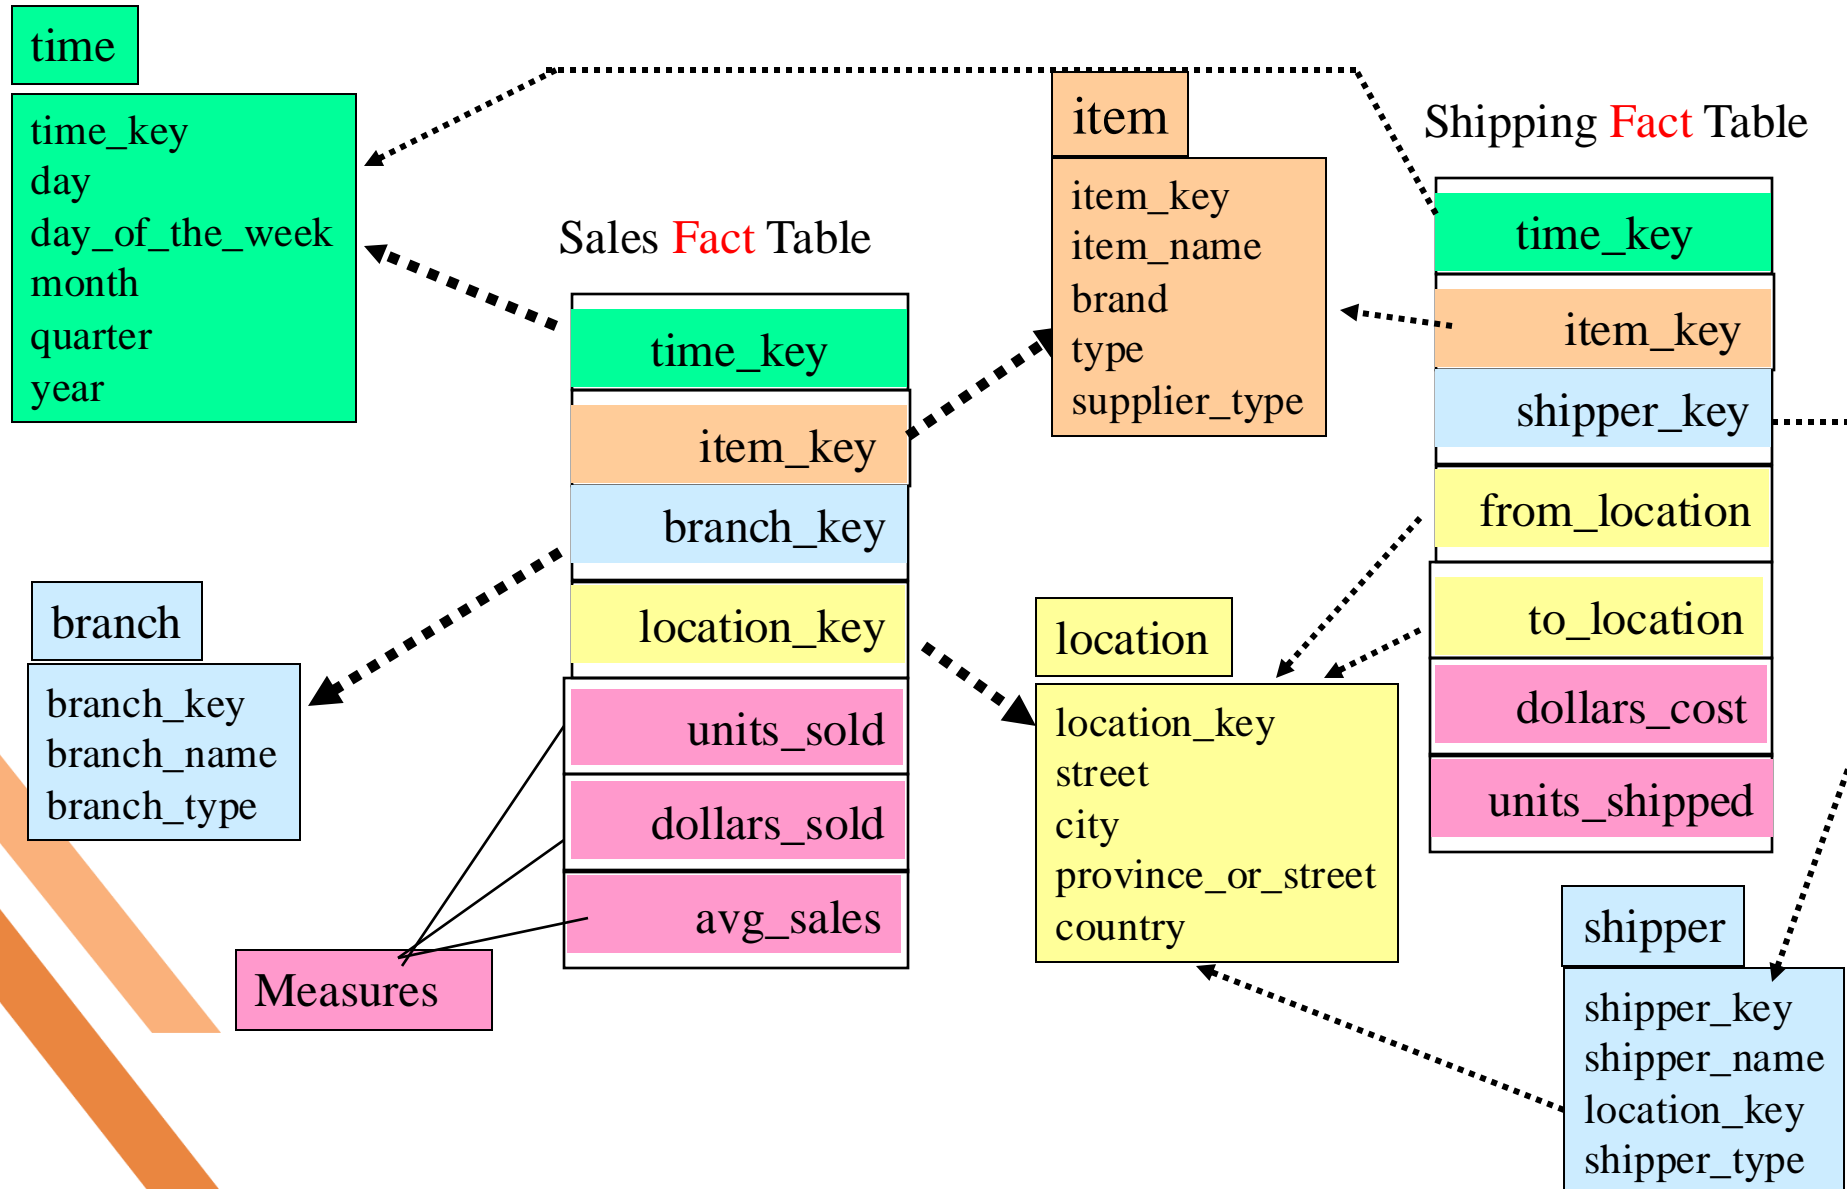 time
time_key
day
day_of_the_week
month
quarter
year
Sales Fact Table
time_key
item_key
branch_key
location_key
units_sold
dollars_sold
avg_sales
Measures
branch
branch_key
branch_name
branch_type
item
item_key
item_name
brand
type
supplier_type
location
location_key
street
city
province_or_street
country
Shipping Fact Table
time_key
item_key
shipper_key
from_location
to_location
dollars_cost
units_shipped
shipper
shipper_key
shipper_name
location_key
shipper_type